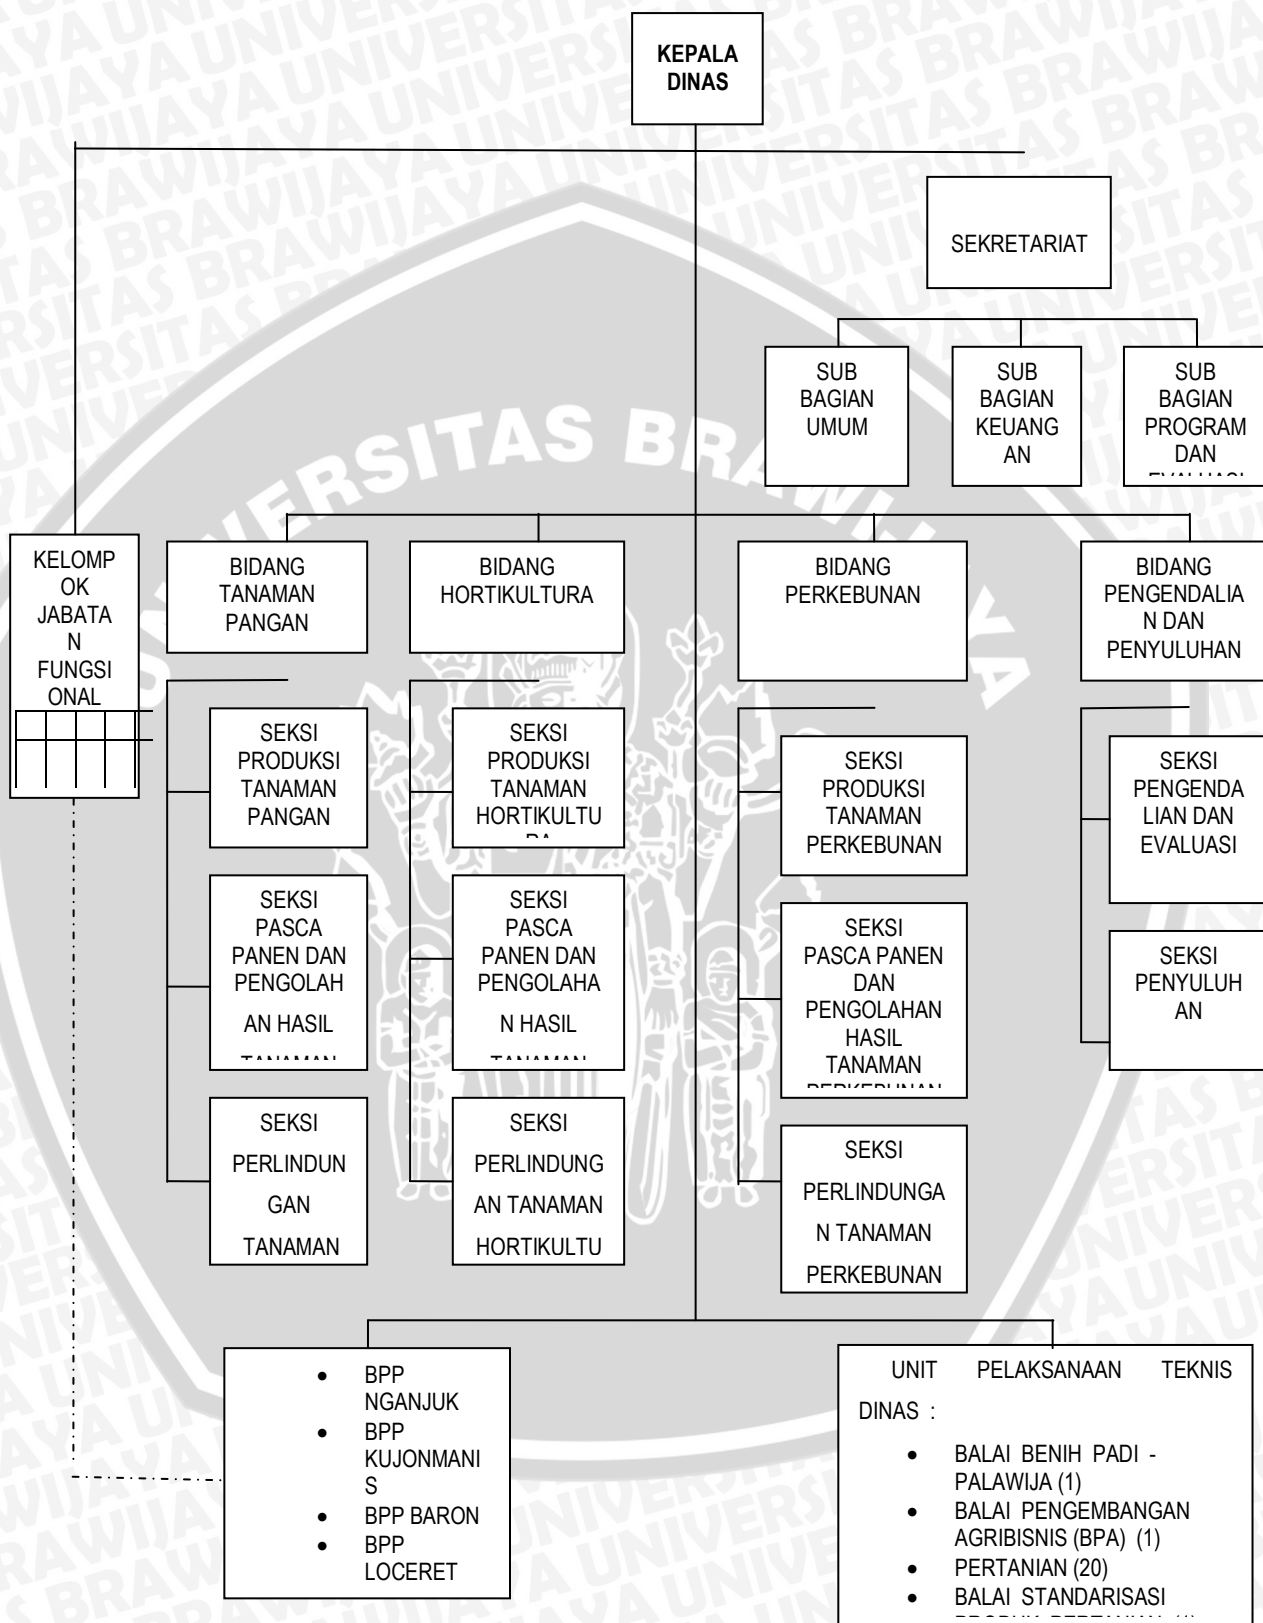 KEPALA
DINAS
SEKRETARIAT
SUB
BAGIAN
UMUM
SUB
BAGIAN
KEUANG
AN
SUB
BAGIAN
PROGRAM
DAN
KELOMP
OK
JABATA
N
FUNGSI
ONAL
BIDANG
TANAMAN
PANGAN
BIDANG
HORTIKULTURA
BIDANG
PERKEBUNAN
BIDANG
PENGENDALIA
N DAN
PENYULUHAN
SEKSI
PRODUKSI
TANAMAN
PANGAN
SEKSI
PRODUKSI
TANAMAN
HORTIKULTU
SEKSI
PRODUKSI
TANAMAN
PERKEBUNAN
SEKSI
PENGENDA
LIAN DAN
EVALUASI
SEKSI
PASCA
PANEN DAN
PENGOLAH
AN HASIL
TANAMAN
SEKSI
PASCA
PANEN DAN
PENGOLAHA
N HASIL
TANAMAN
SEKSI
PASCA PANEN
DAN
PENGOLAHAN
HASIL
TANAMAN
PERKEBUNAN
SEKSI
PENYULUH
AN
SEKSI
PERLINDUN
GAN
TANAMAN
SEKSI
PERLINDUNG
AN TANAMAN
HORTIKULTU
SEKSI
PERLINDUNGA
N TANAMAN
PERKEBUNAN
• BPP
NGANJUK
• BPP
KUJONMANI
S
• BPP BARON
• BPP
LOCERET
UNIT PELAKSANAAN TEKNIS
DINAS :
• BALAI BENIH PADI -
PALAWIJA (1)
• BALAI PENGEMBANGAN
AGRIBISNIS (BPA) (1)
• PERTANIAN (20)
• BALAI STANDARISASI
UNIVERSITAS BRAWIJAYA